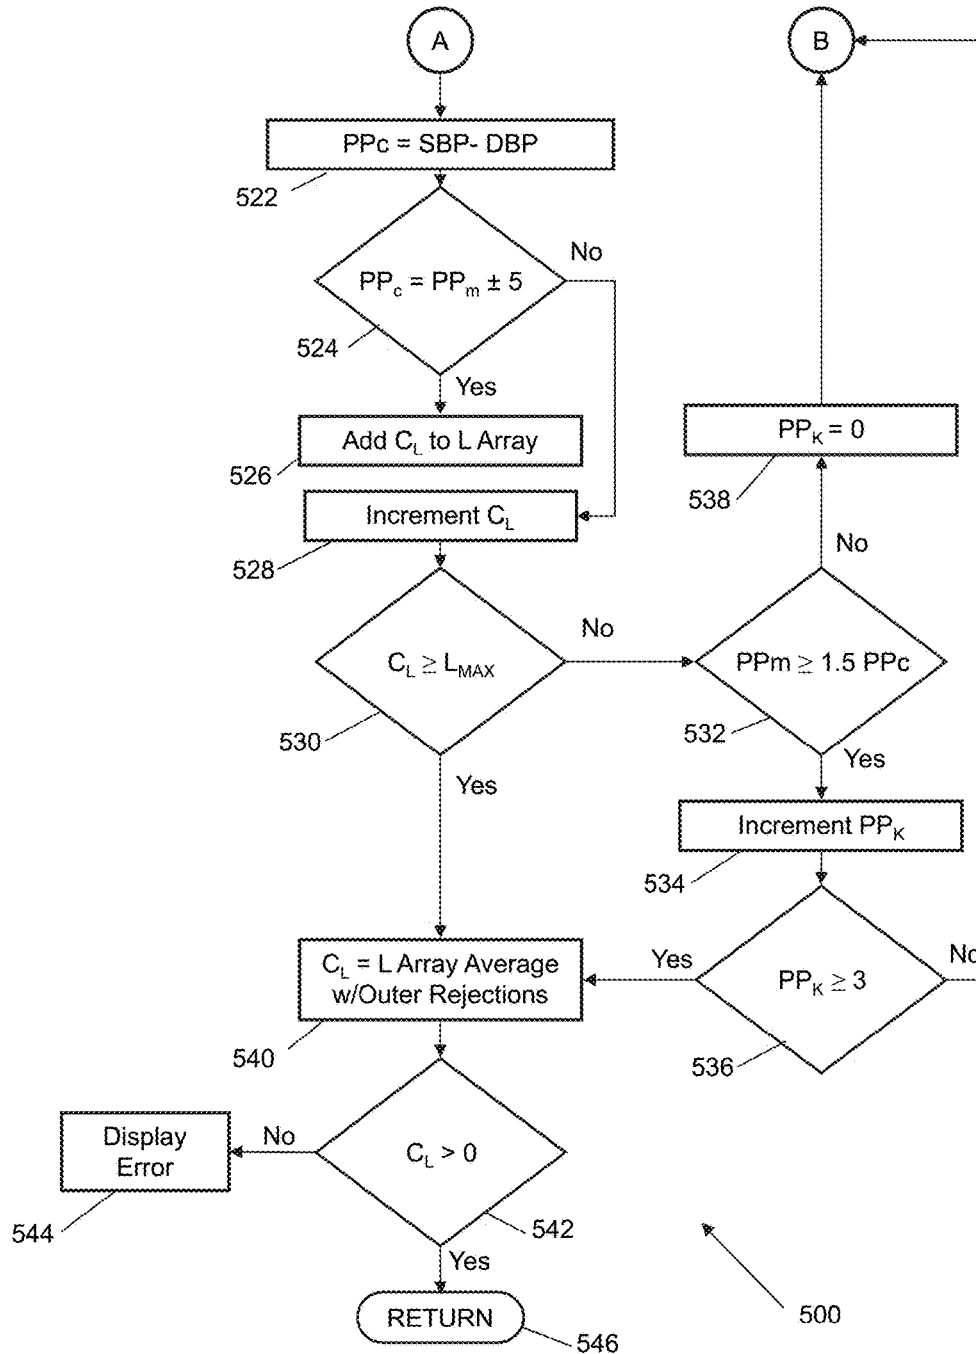 A
B
PPc = SBP- DBP
522
No
PPc = PPm ± 5
524
Yes
Add CL to L Array
526
PPK = 0
538
Increment CL
528
No
No
CL ≥ LMAX
PPm ≥ 1.5 PPc
530
532
Yes
Yes
Increment PPK
534
CL = L Array Average
w/Outer Rejections
Yes
PPK ≥ 3
No
540
536
Display
Error
No
CL > 0
544
542
Yes
RETURN
546
500